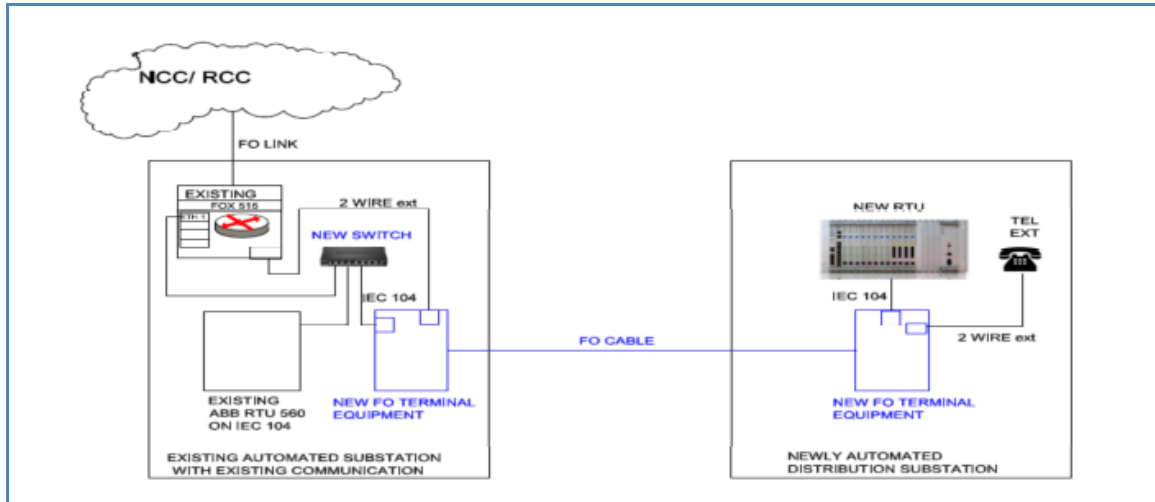 NCC/ RCC
FO LINK
EXISTING
FOX 515
ETH 1
2 WIRE ext
NEW SWITCH
IEC 104
EXISTING
ABB RTU 560
ON IEC 104
NEW FO TERMINAL
EQUIPMENT
EXISTING AUTOMATED SUBSTATION
WITH EXISTING COMMUNICATION
FO CABLE
NEW RTU
TEL
EXT
IEC 104
2 WIRE ext
NEW FO TERMINAL
EQUIPMENT
NEWLY AUTOMATED
DISTRIBUTION SUBSTATION